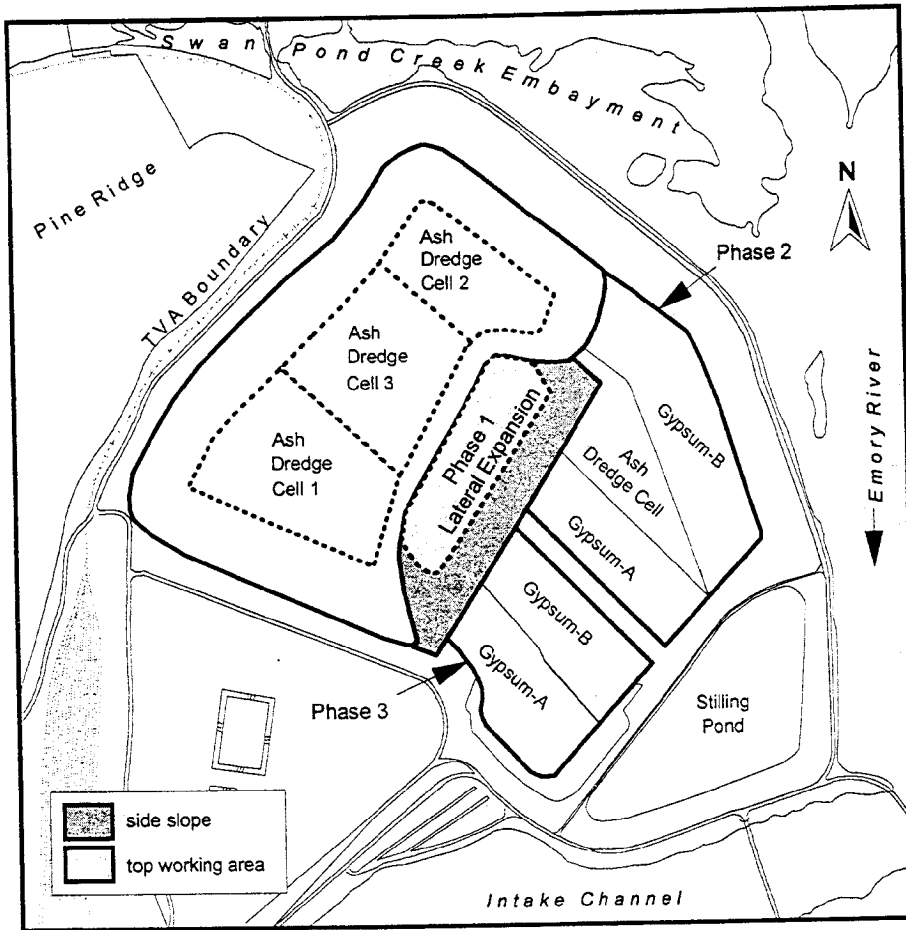 Swan Pond Creek Embayment
Pine Ridge
TVA Boundary
N
Phase 2
Ash
Dredge
Cell 2
Ash
Dredge
Cell 3
Ash
Dredge
Cell 1
Phase 1
Lateral Expansion
Gypsum-B
Ash
Dredge Cell
Gypsum-A
Emory River
Gypsum-B
Gypsum-A
Phase 3
Stilling
Pond
side slope
top working area
Intake Channel